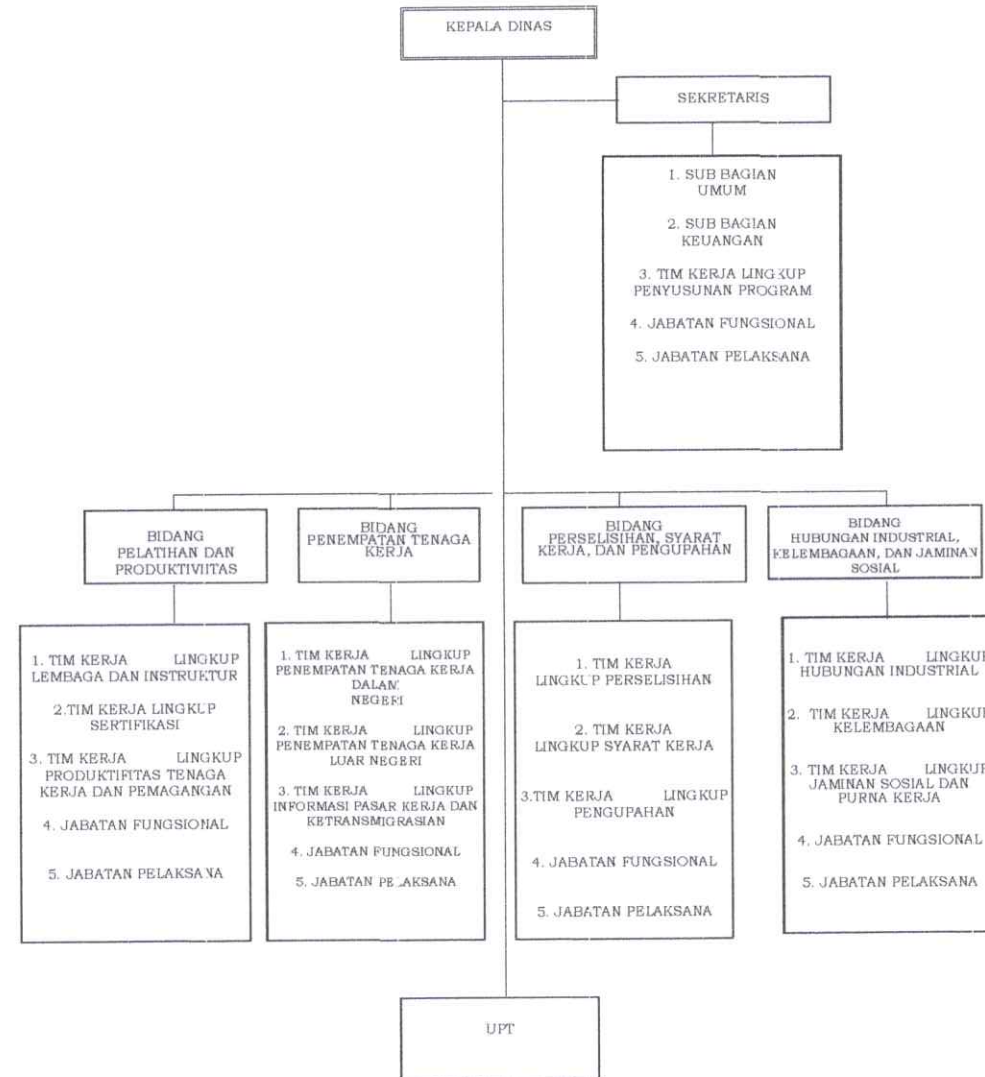 KEPALA DINAS
SEKRETARIS
1. SUB BAGIAN
UMUM
2. SUB BAGIAN
KEUANGAN
3. TIM KERJA LINGKUP
PENYUSUNAN PROGRAM
4. JABATAN FUNGSIONAL
5. JABATAN PELAKSANA
BIDANG
PELATIHAN DAN
PRODUKTIVIITAS
BIDANG
PENEMPATAN TENAGA
KERJA
BIDANG
PERSELISIHAN, SYARAT
KERJA, DAN PENGUPAHAN
BIDANG
HUBUNGAN INDUSTRIAL,
KELEMBAGAAN, DAN JAMINAN
SOSIAL
1. TIM KERJA LINGKUP
LEMBAGA DAN INSTRUKTUR
2.TIM KERJA LINGKUP
SERTIFIKASI
3. TIM KERJA LINGKUP
PRODUKTIFITAS TENAGA
KERJA DAN PEMAGANGAN
4. JABATAN FUNGSIONAL
5. JABATAN PELAKSANA
1. TIM KERJA LINGKUP
PENEMPATAN TENAGA KERJA
DALAM
NEGERI
2. TIM KERJA LINGKUP
PENEMPATAN TENAGA KERJA
LUAR NEGERI
3. TIM KERJA LINGKUP
INFORMASI PASAR KERJA DAN
KETRANSMIGRASIAN
4. JABATAN FUNGSIONAL
5. JABATAN PELAKSANA
1. TIM KERJA
LINGKUP PERSELISIHAN
2. TIM KERJA
LINGKUP SYARAT KERJA
3.TIM KERJA LINGKUP
PENGUPAHAN
4. JABATAN FUNGSIONAL
5. JABATAN PELAKSANA
1. TIM KERJA LINGKUP
HUBUNGAN INDUSTRIAL
2. TIM KERJA LINGKUP
KELEMBAGAAN
3. TIM KERJA LINGKUP
JAMINAN SOSIAL DAN
PURNA KERJA
4. JABATAN FUNGSIONAL
5. JABATAN PELAKSANA
UPT